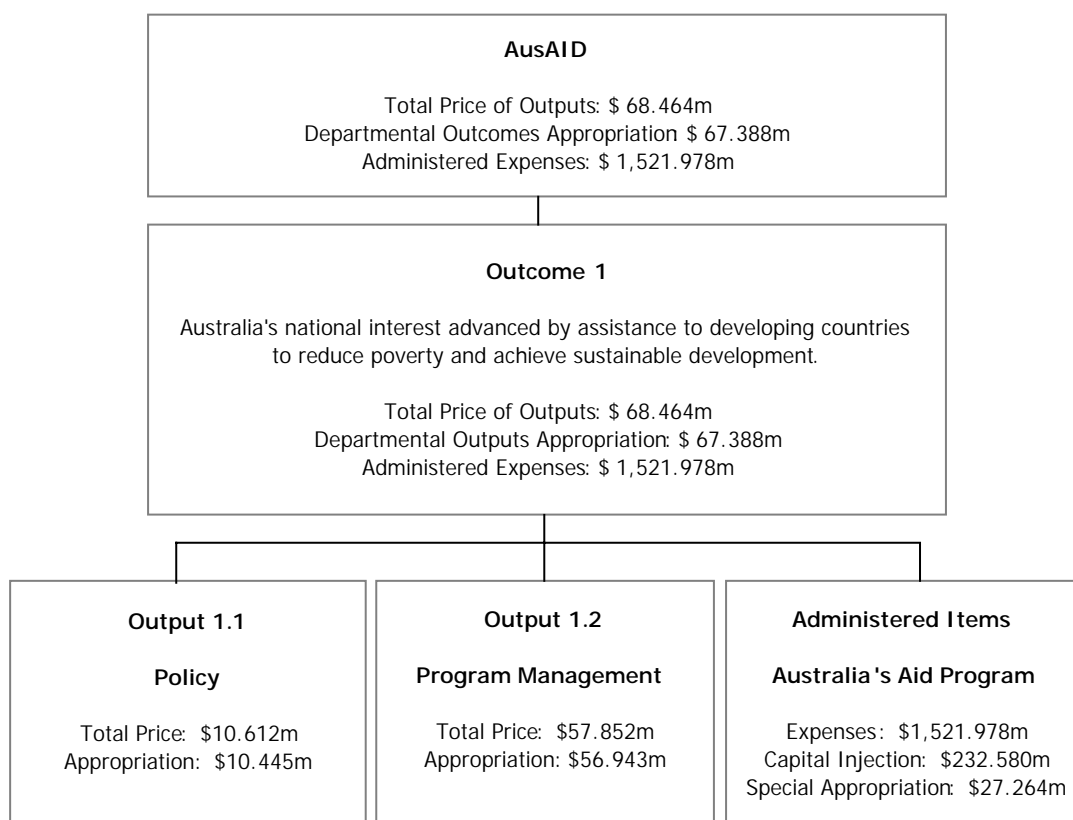 AusAID
Total Price of Outputs: $ 68.464m
Departmental Outcomes Appropriation $ 67.388m
Administered Expenses: $ 1,521.978m
Outcome 1
Australia's national interest advanced by assistance to developing countries
to reduce poverty and achieve sustainable development.
Total Price of Outputs: $ 68.464m
Departmental Outputs Appropriation: $ 67.388m
Administered Expenses: $ 1,521.978m
Output 1.1
Policy
Total Price: $10.612m
Appropriation: $10.445m
Output 1.2
Program Management
Total Price: $57.852m
Appropriation: $56.943m
Administered Items
Australia's Aid Program
Expenses: $1,521.978m
Capital Injection: $232.580m
Special Appropriation: $27.264m